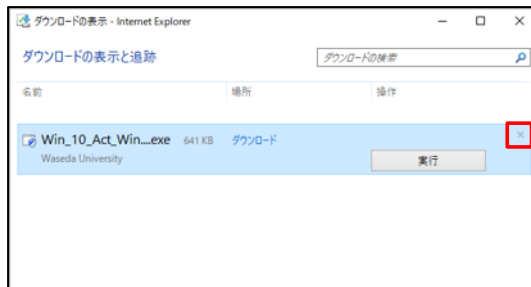 ダウンロードの表示 - Internet Explorer
ダウンロードの表示と追跡
ダウンロードの検索
名前 場所 操作
Win_10_Act_Win....exe 641 KB ダウンロード
Waseda University
実行